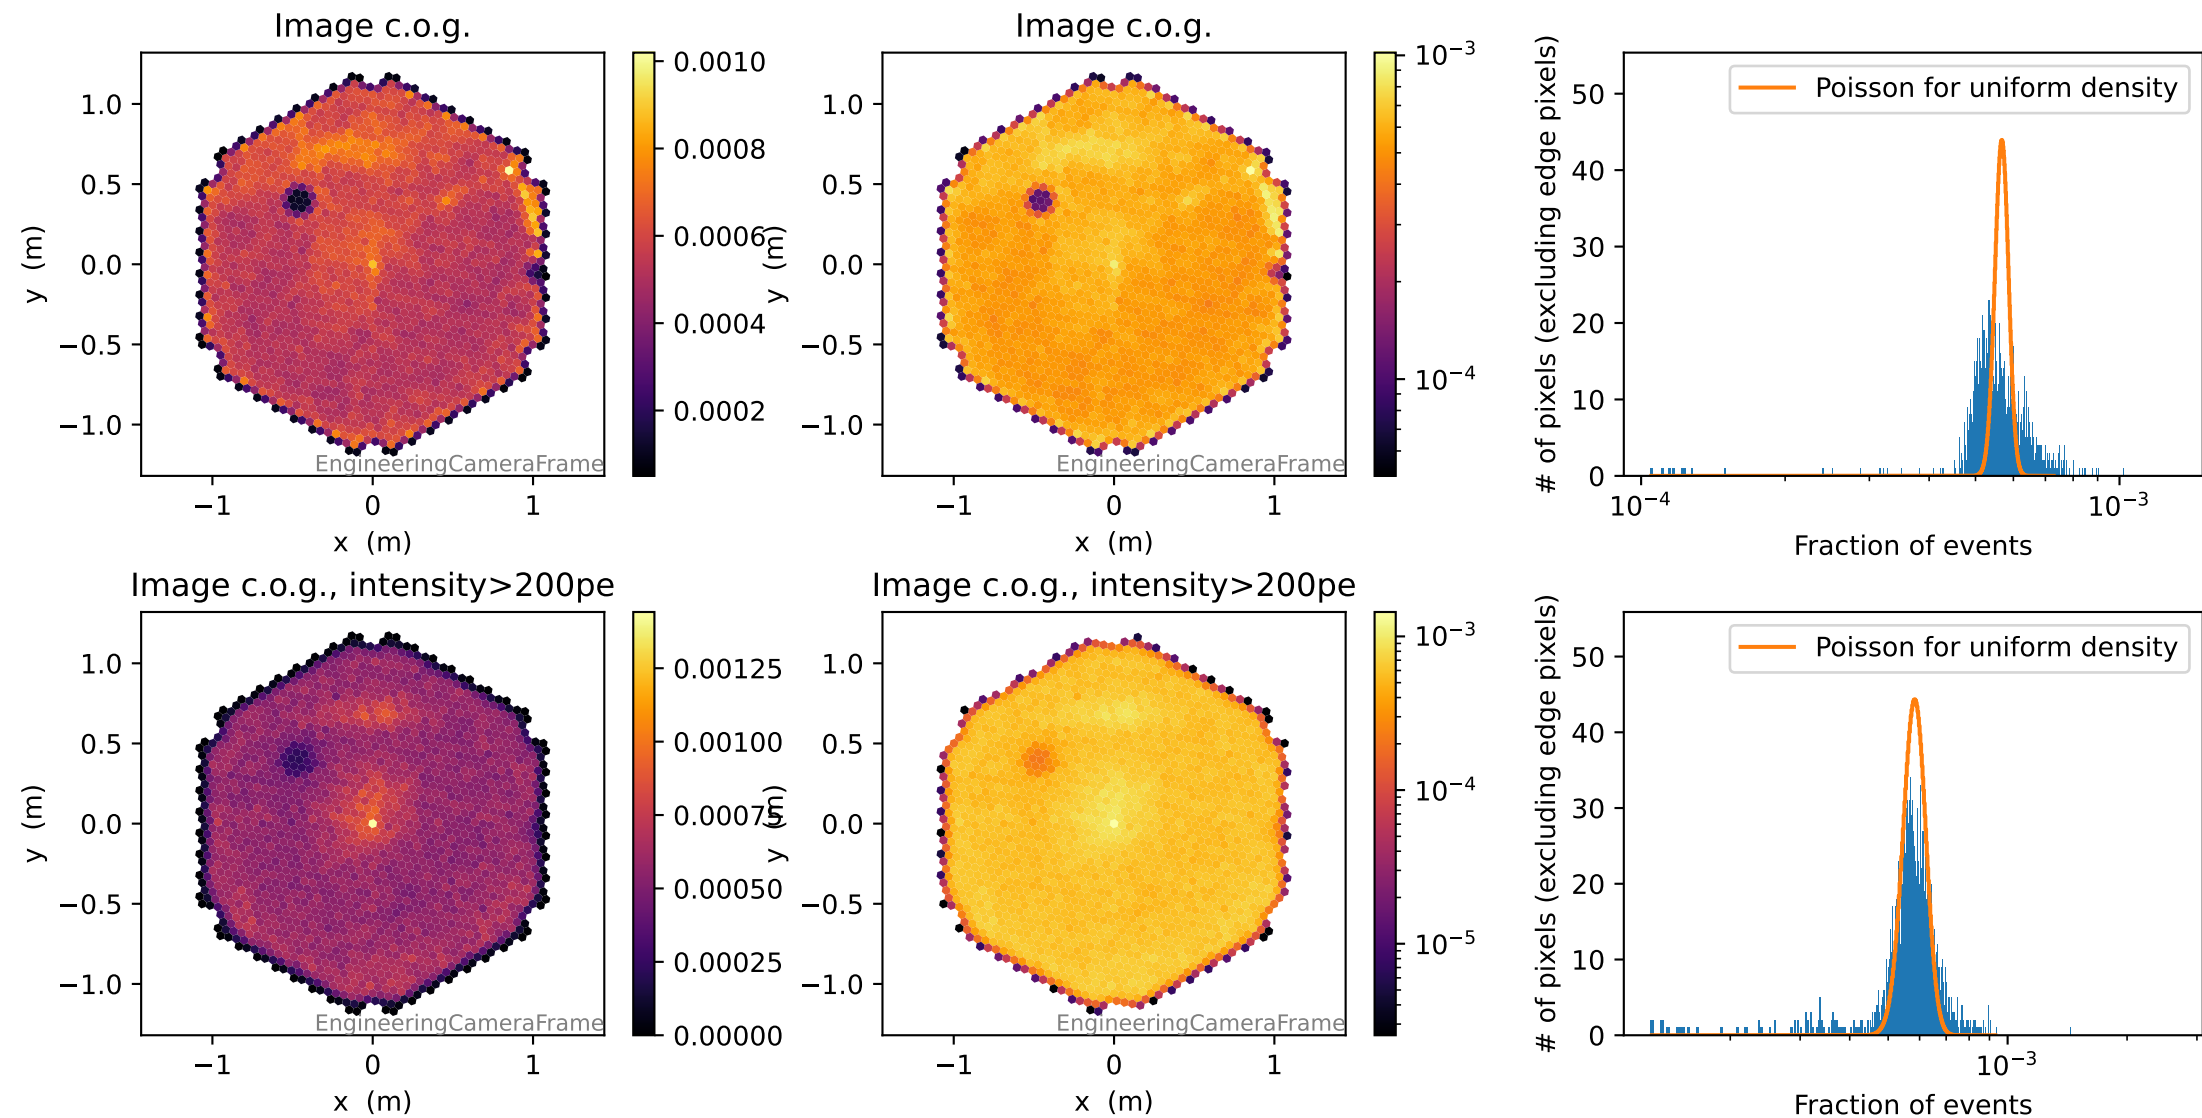 Image c.o.g.
y (m)
1.0
0.5
0.0
−0.5
−1.0
−1
0
1
x (m)
EngineeringCameraFrame
0.0010
0.0008
0.0006
0.0004
0.0002
Image c.o.g.
y (m)
1.0
0.5
0.0
−0.5
−1.0
−1
0
1
x (m)
EngineeringCameraFrame
10⁻³
10⁻⁴
# of pixels (excluding edge pixels)
50
40
30
20
10
0
Poisson for uniform density
10⁻⁴
10⁻³
Fraction of events
Image c.o.g., intensity>200pe
y (m)
1.0
0.5
0.0
−0.5
−1.0
−1
0
1
x (m)
EngineeringCameraFrame
0.00125
0.00100
0.00075
0.00050
0.00025
0.00000
Image c.o.g., intensity>200pe
y (m)
1.0
0.5
0.0
−0.5
−1.0
−1
0
1
x (m)
EngineeringCameraFrame
10⁻³
10⁻⁴
10⁻⁵
# of pixels (excluding edge pixels)
50
40
30
20
10
0
Poisson for uniform density
10⁻³
Fraction of events